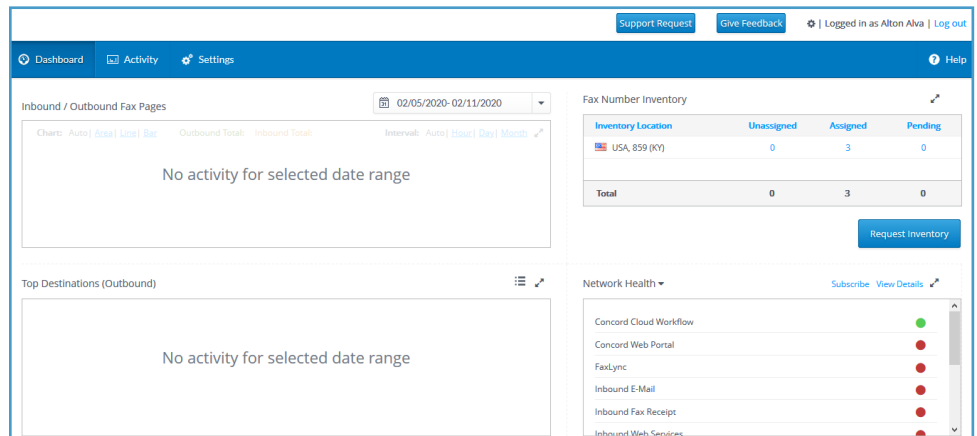 Support Request Give Feedback | Logged in as Alton Alva | Log out
Dashboard Activity Settings Help
Inbound / Outbound Fax Pages
31 02/05/2020- 02/11/2020
Chart: Auto| Area| Line| Bar Outbound Total: Inbound Total: Interval: Auto| Hour| Day| Month
No activity for selected date range
Fax Number Inventory
Inventory Location Unassigned Assigned Pending
USA, 859 (KY) 0 3 0
Total 0 3 0
Request Inventory
Top Destinations (Outbound)
No activity for selected date range
Network Health Subscribe View Details
Concord Cloud Workflow
Concord Web Portal
FaxLync
Inbound E-Mail
Inbound Fax Receipt
Inbound Web Services